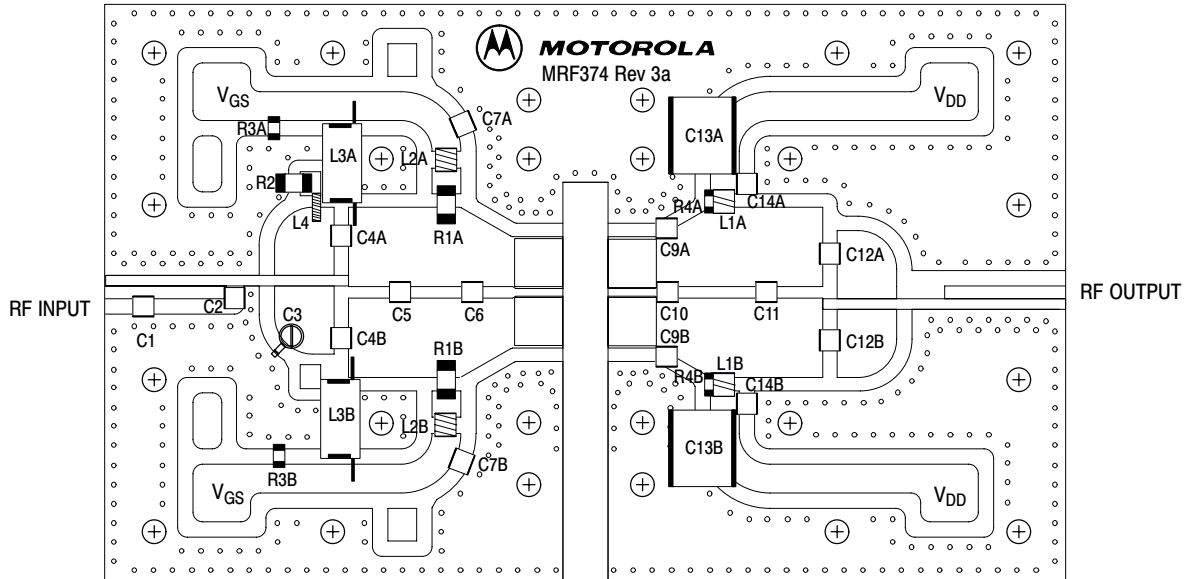 MOTOROLA
MRF374 Rev 3a
VGS
VDD
C7A
R3A
L3A
L2A
C13A
R2
L4
R1A
C4A
R4A
L1A
C14A
C9A
C12A
RF INPUT
C1
C2
C3
C5
C6
C10
C11
RF OUTPUT
C4B
C9B
C12B
R1B
L1B
R4B
C14B
L3B
L2B
C13B
C7B
R3B
VGS
VDD